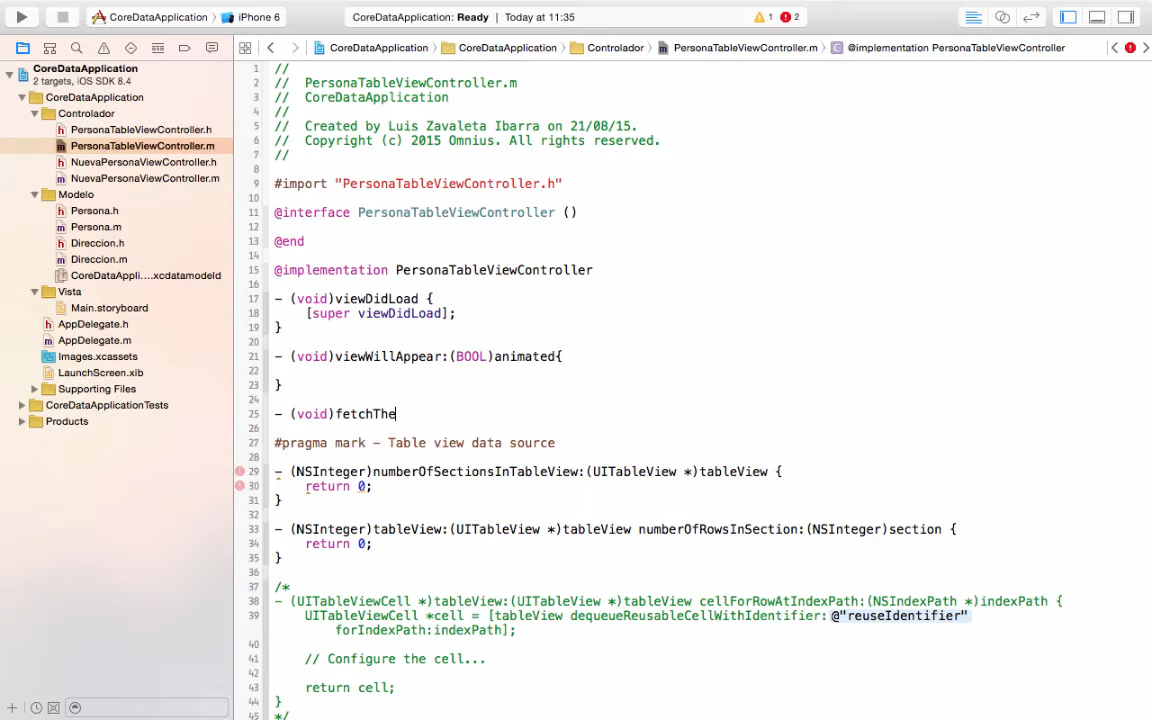 CoreDataApplication
iPhone 6
CoreDataApplication: Ready
Today at 11:35
1
2
CoreDataApplication
CoreDataApplication
Controlador
PersonaTableViewController.m
@implementation PersonaTableViewController
CoreDataApplication
2 targets, iOS SDK 8.4
CoreDataApplication
Controlador
PersonaTableViewController.h
PersonaTableViewController.m
NuevaPersonaViewController.h
NuevaPersonaViewController.m
Modelo
Persona.h
Persona.m
Direccion.h
Direccion.m
CoreDataAppli....xcdatamodeld
Vista
Main.storyboard
AppDelegate.h
AppDelegate.m
Images.xcassets
LaunchScreen.xib
Supporting Files
CoreDataApplicationTests
Products
1 //
2 //  PersonaTableViewController.m
3 //  CoreDataApplication
4 //
5 //  Created by Luis Zavaleta Ibarra on 21/08/15.
6 //  Copyright (c) 2015 Omnius. All rights reserved.
7 //
8
9 #import "PersonaTableViewController.h"
10
11 @interface PersonaTableViewController ()
12
13 @end
14
15 @implementation PersonaTableViewController
16
17 - (void)viewDidLoad {
18     [super viewDidLoad];
19 }
20
21 - (void)viewWillAppear:(BOOL)animated{
22
23 }
24
25 - (void)fetchThe
26
27 #pragma mark - Table view data source
28
29 - (NSInteger)numberOfSectionsInTableView:(UITableView *)tableView {
30     return 0;
31 }
32
33 - (NSInteger)tableView:(UITableView *)tableView numberOfRowsInSection:(NSInteger)section {
34     return 0;
35 }
36
37 /*
38 - (UITableViewCell *)tableView:(UITableView *)tableView cellForRowAtIndexPath:(NSIndexPath *)indexPath {
39     UITableViewCell *cell = [tableView dequeueReusableCellWithIdentifier:@"reuseIdentifier"
forIndexPath:indexPath];
40
41     // Configure the cell...
42
43     return cell;
44 }
45 */